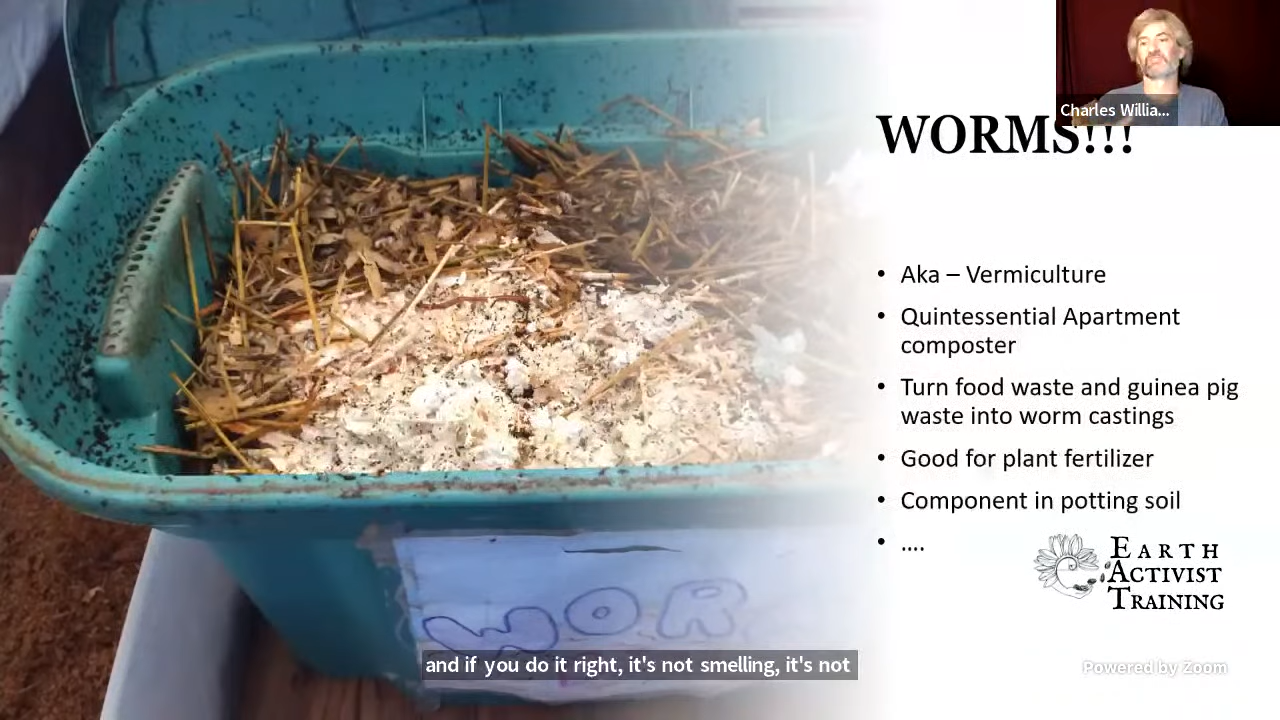 Charles Willia...
WORMS!!!
• Aka – Vermiculture
• Quintessential Apartment
composter
• Turn food waste and guinea pig
waste into worm castings
• Good for plant fertilizer
• Component in potting soil
• ....
EARTH
ACTIVIST
TRAINING
WOR
and if you do it right, it's not smelling, it's not
Powered by Zoom